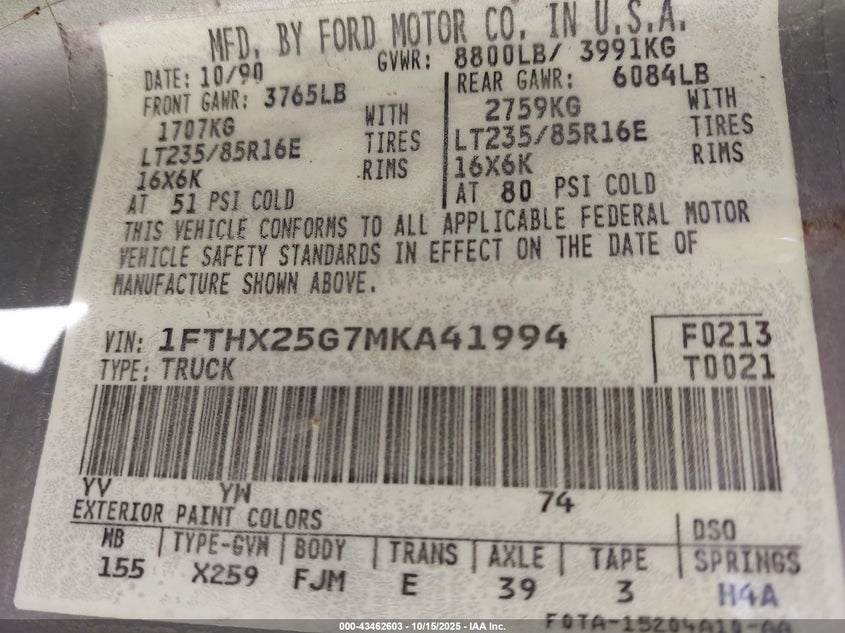 MFD. BY FORD MOTOR CO. IN U.S.A.
DATE: 10/90 GVWR: 8800LB/ 3991KG
FRONT GAWR: 3765LB REAR GAWR: 6084LB
1707KG WITH 2759KG WITH
LT235/85R16E TIRES LT235/85R16E TIRES
16X6K RIMS 16X6K RIMS
AT 51 PSI COLD AT 80 PSI COLD
THIS VEHICLE CONFORMS TO ALL APPLICABLE FEDERAL MOTOR
VEHICLE SAFETY STANDARDS IN EFFECT ON THE DATE OF
MANUFACTURE SHOWN ABOVE.
VIN: 1FTHX25G7MKA41994 F0213
TYPE: TRUCK T0021
YV YW 74
EXTERIOR PAINT COLORS DSO
WB TYPE-GVM BODY TRANS AXLE TAPE SPRINGS
155 X259 FJM E 39 3 H4A
F0TA-15204A10-AA
000-43462603 - 10/15/2025 - IAA Inc.